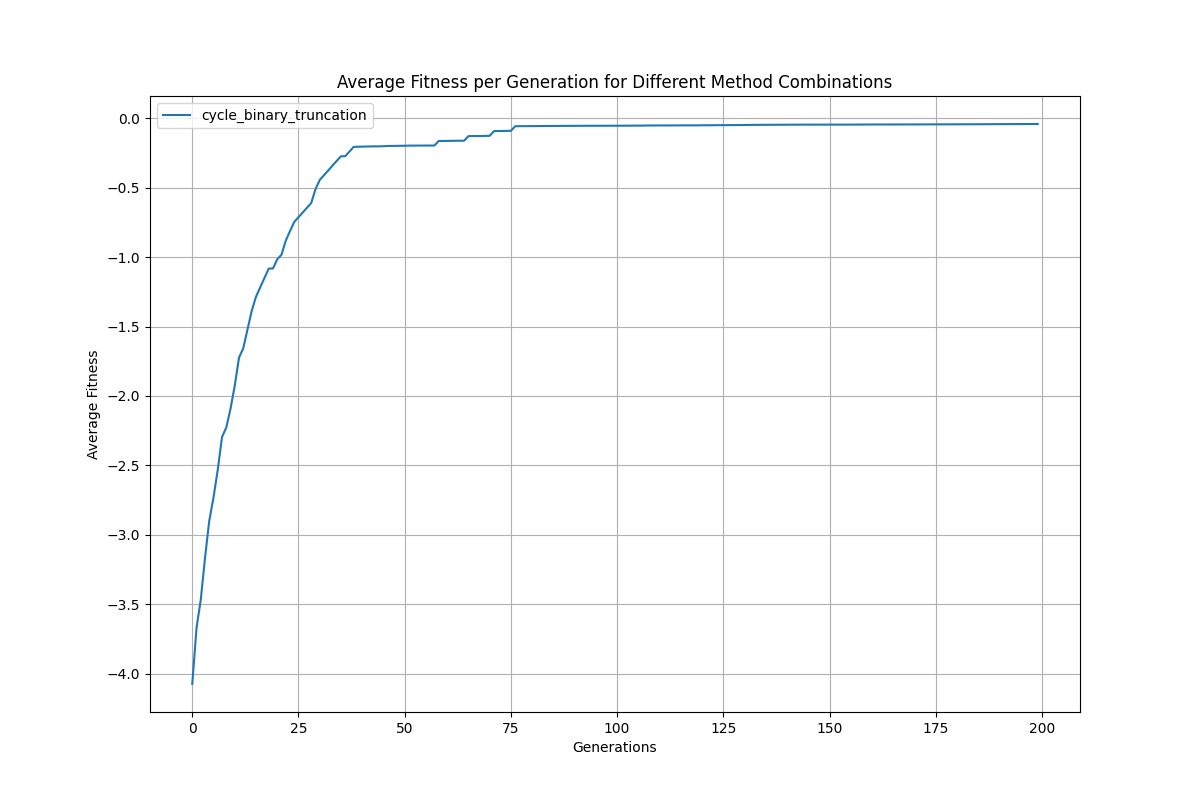 Average Fitness per Generation for Different Method Combinations
cycle_binary_truncation
0.0
−0.5
−1.0
−1.5
−2.0
−2.5
−3.0
−3.5
−4.0
Average Fitness
0 25 50 75 100 125 150 175 200
Generations